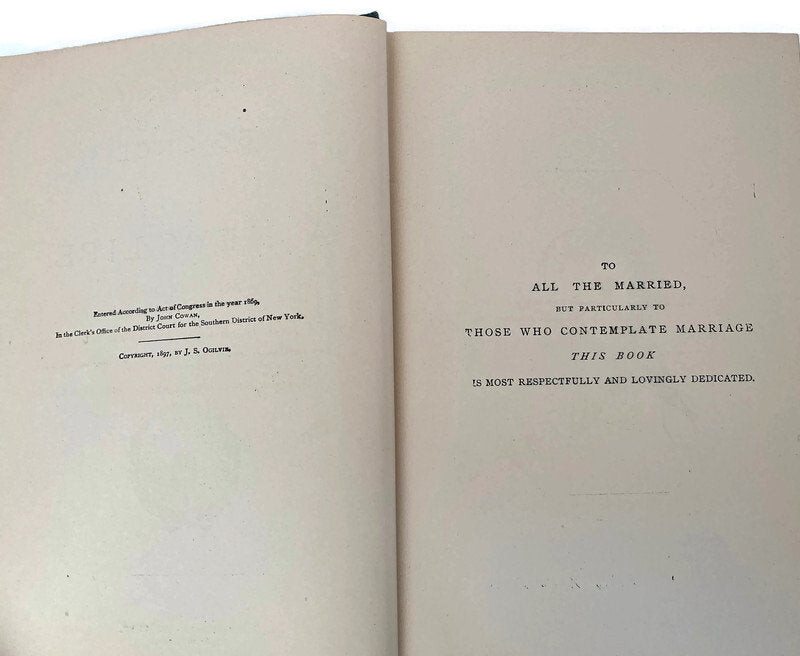 Entered According to Act of Congress in the year 1869,
By John Cowan,
In the Clerk's Office of the District Court for the Southern District of New York.
Copyright, 1897, by J. S. Ogilvie.
TO
ALL THE MARRIED,
BUT PARTICULARLY TO
THOSE WHO CONTEMPLATE MARRIAGE
THIS BOOK
IS MOST RESPECTFULLY AND LOVINGLY DEDICATED.